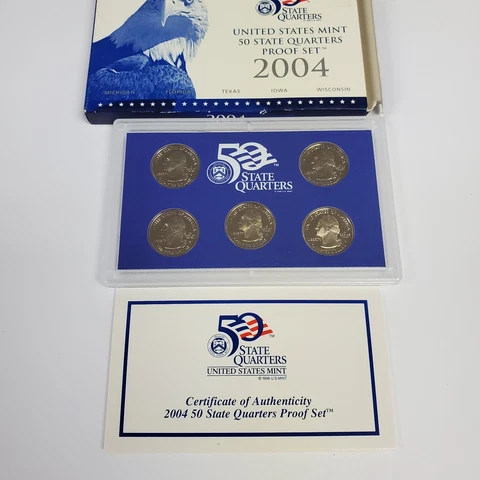 50
STATE
QUARTERS
UNITED STATES MINT
50 STATE QUARTERS
PROOF SET™
2004
MICHIGAN FLORIDA TEXAS IOWA WISCONSIN
2004
50
STATE
QUARTERS
50
STATE
QUARTERS
UNITED STATES MINT
Certificate of Authenticity
2004 50 State Quarters Proof Set™